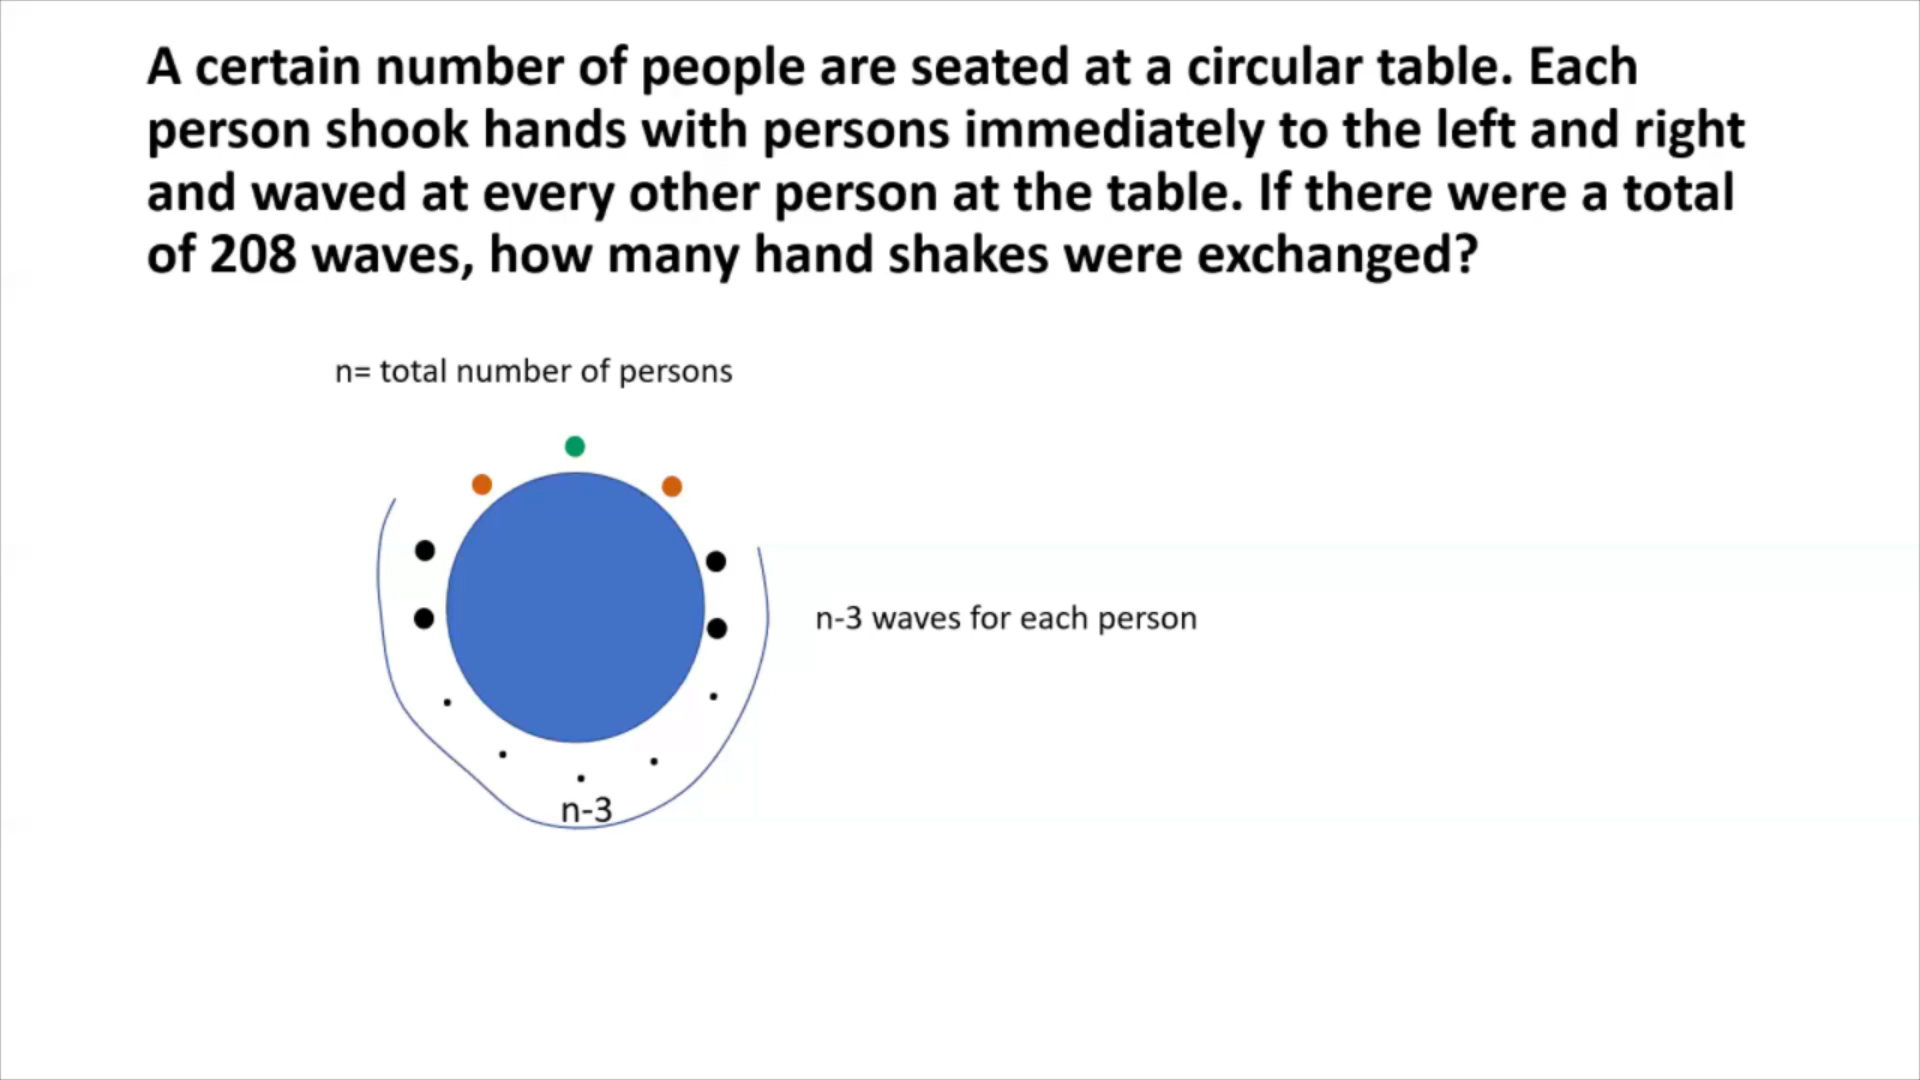 A certain number of people are seated at a circular table. Each
person shook hands with persons immediately to the left and right
and waved at every other person at the table. If there were a total
of 208 waves, how many hand shakes were exchanged?
n= total number of persons
n-3 waves for each person
n-3